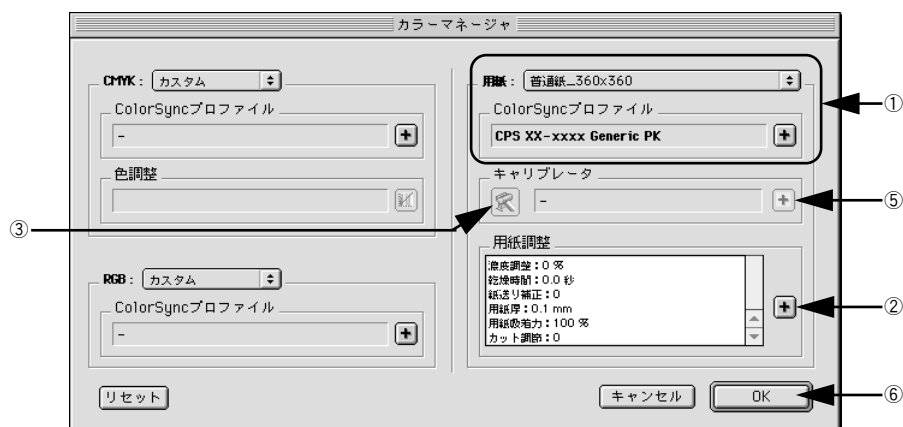 カラーマネージャ
CMYK: カスタム
ColorSyncプロファイル
-
色調整
RGB: カスタム
ColorSyncプロファイル
-
リセット
用紙: 普通紙_360x360
ColorSyncプロファイル
CPS XX-xxxx Generic PK
キャリブレータ
-
用紙調整
濃度調整:0 %
乾燥時間:0.0 秒
紙送り補正:0
用紙厚:0.1 mm
用紙吸着力:100 %
カット調節:0
キャンセル
OK
①
⑤
③
②
⑥